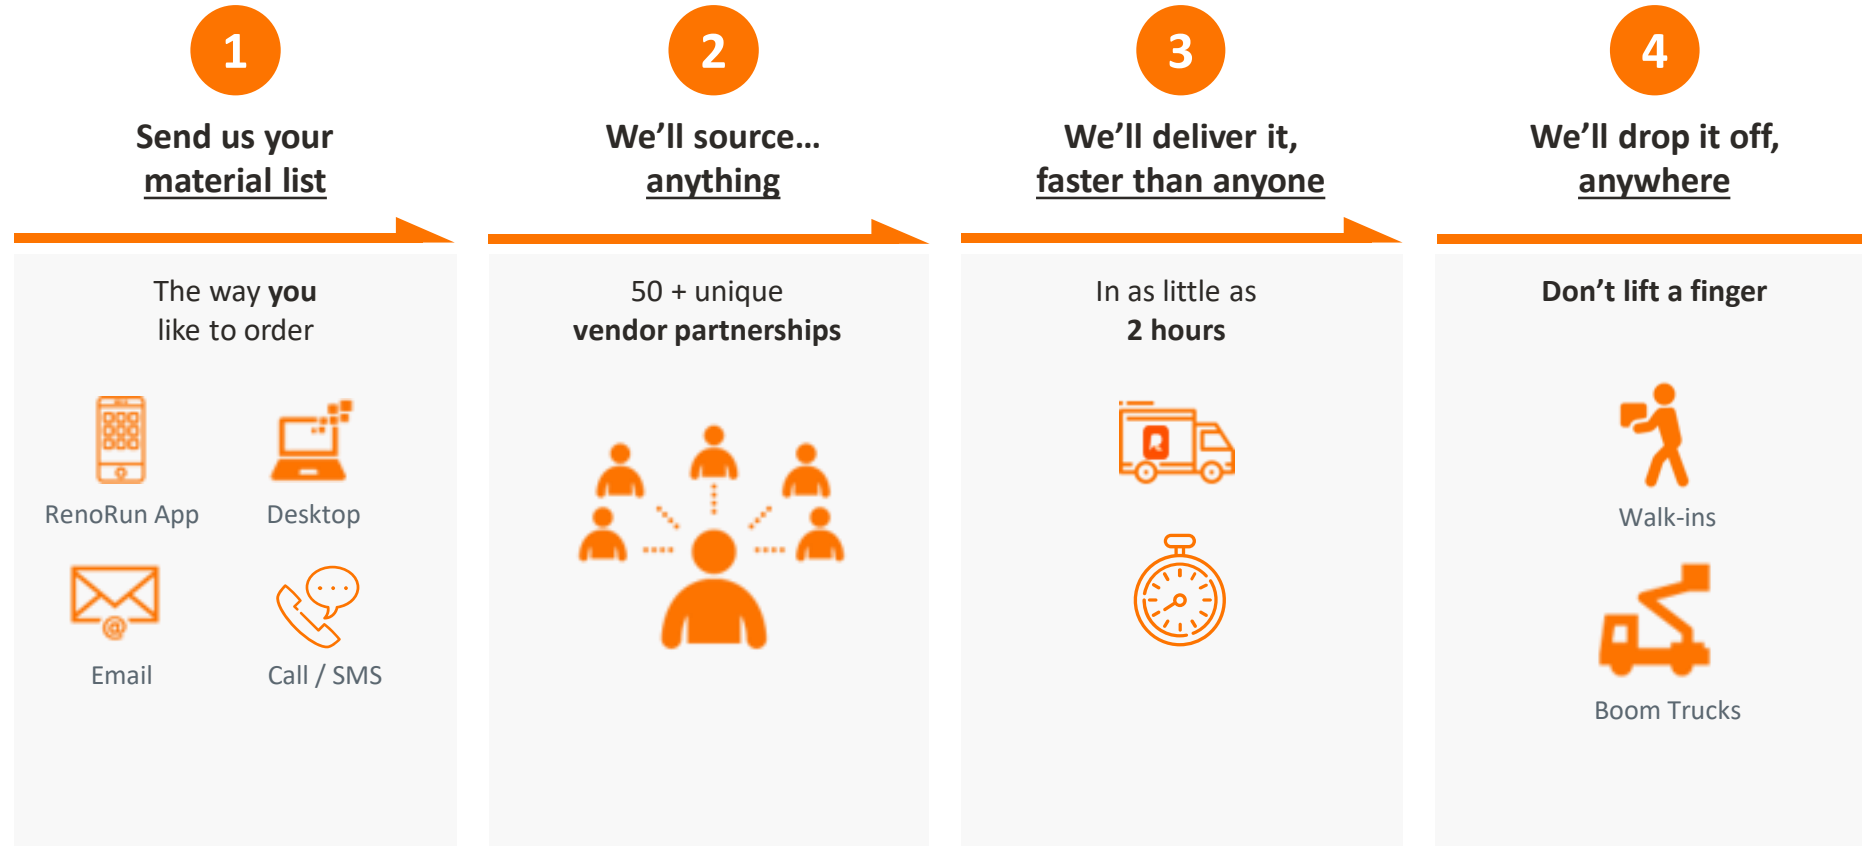 1
Send us your
material list
The way you
like to order
RenoRun App
Desktop
@
Email
Call / SMS
2
We’ll source…
anything
50 + unique
vendor partnerships
3
We’ll deliver it,
faster than anyone
In as little as
2 hours
R
4
We’ll drop it off,
anywhere
Don’t lift a finger
Walk-ins
Boom Trucks